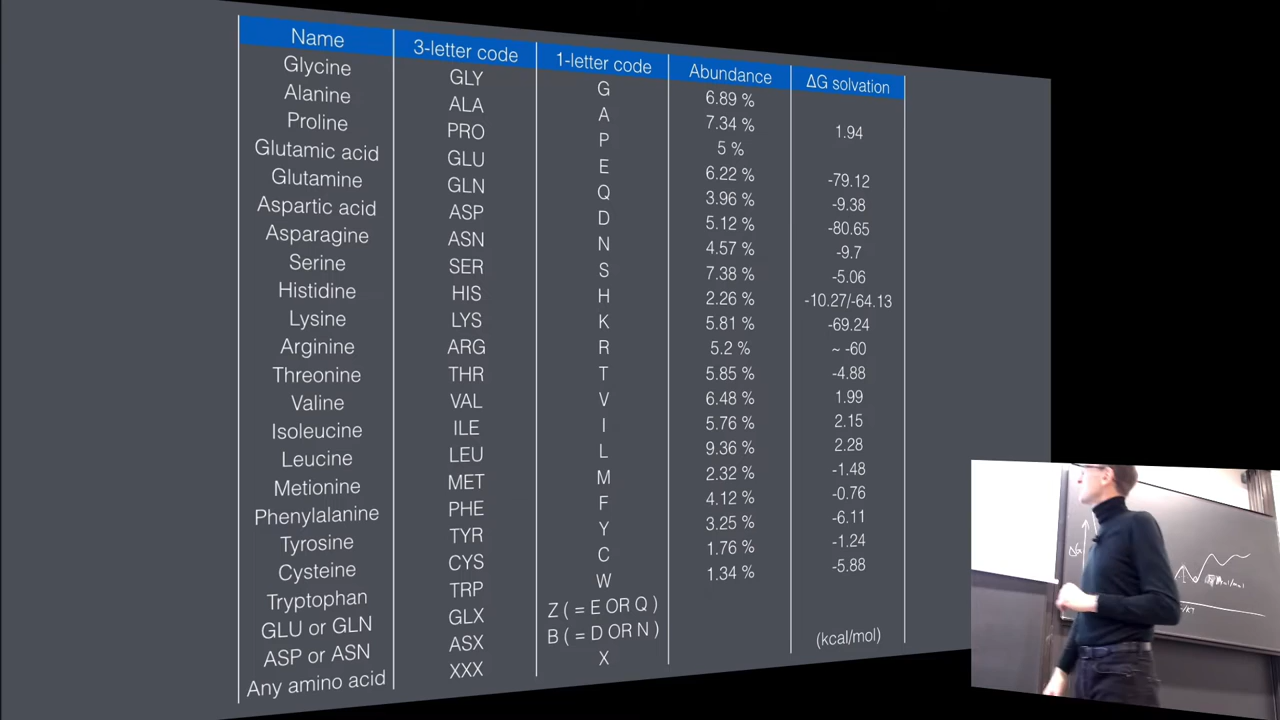 Name 3-letter code 1-letter code Abundance ΔG solvation
Glycine GLY G 6.89 %
Alanine ALA A 7.34 % 1.94
Proline PRO P 5 %
Glutamic acid GLU E 6.22 % -79.12
Glutamine GLN Q 3.96 % -9.38
Aspartic acid ASP D 5.12 % -80.65
Asparagine ASN N 4.57 % -9.7
Serine SER S 7.38 % -5.06
Histidine HIS H 2.26 % -10.27/-64.13
Lysine LYS K 5.81 % -69.24
Arginine ARG R 5.2 % ~ -60
Threonine THR T 5.85 % -4.88
Valine VAL V 6.48 % 1.99
Isoleucine ILE I 5.76 % 2.15
Leucine LEU L 9.36 % 2.28
Metionine MET M 2.32 % -1.48
Phenylalanine PHE F 4.12 % -0.76
Tyrosine TYR Y 3.25 % -6.11
Cysteine CYS C 1.76 % -1.24
Tryptophan TRP W 1.34 % -5.88
GLU or GLN GLX Z ( = E OR Q )
ASP or ASN ASX B ( = D OR N )
Any amino acid XXX X (kcal/mol)